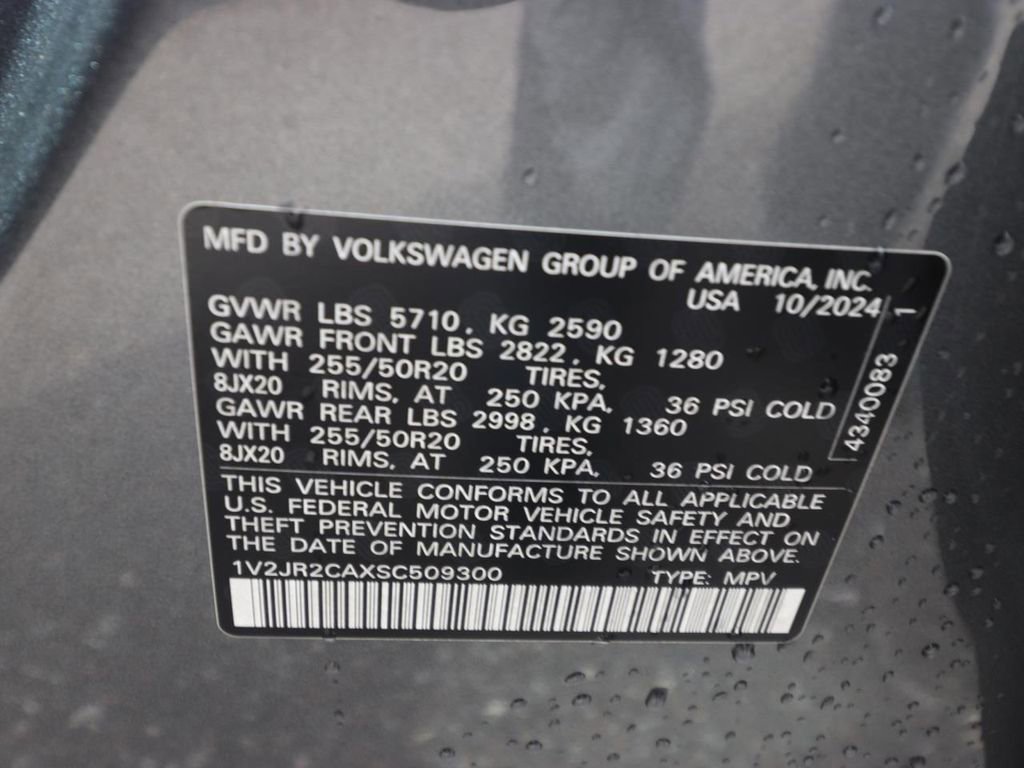 MFD BY VOLKSWAGEN GROUP OF AMERICA, INC.
USA 10/2024
GVWR LBS 5710. KG 2590
GAWR FRONT LBS 2822. KG 1280
WITH 255/50R20 TIRES,
8JX20 RIMS, AT 250 KPA, 36 PSI COLD
GAWR REAR LBS 2998. KG 1360
WITH 255/50R20 TIRES,
8JX20 RIMS, AT 250 KPA, 36 PSI COLD
4340083 1
THIS VEHICLE CONFORMS TO ALL APPLICABLE
U.S. FEDERAL MOTOR VEHICLE SAFETY AND
THEFT PREVENTION STANDARDS IN EFFECT ON
THE DATE OF MANUFACTURE SHOWN ABOVE.
1V2JR2CAXSC509300 TYPE: MPV